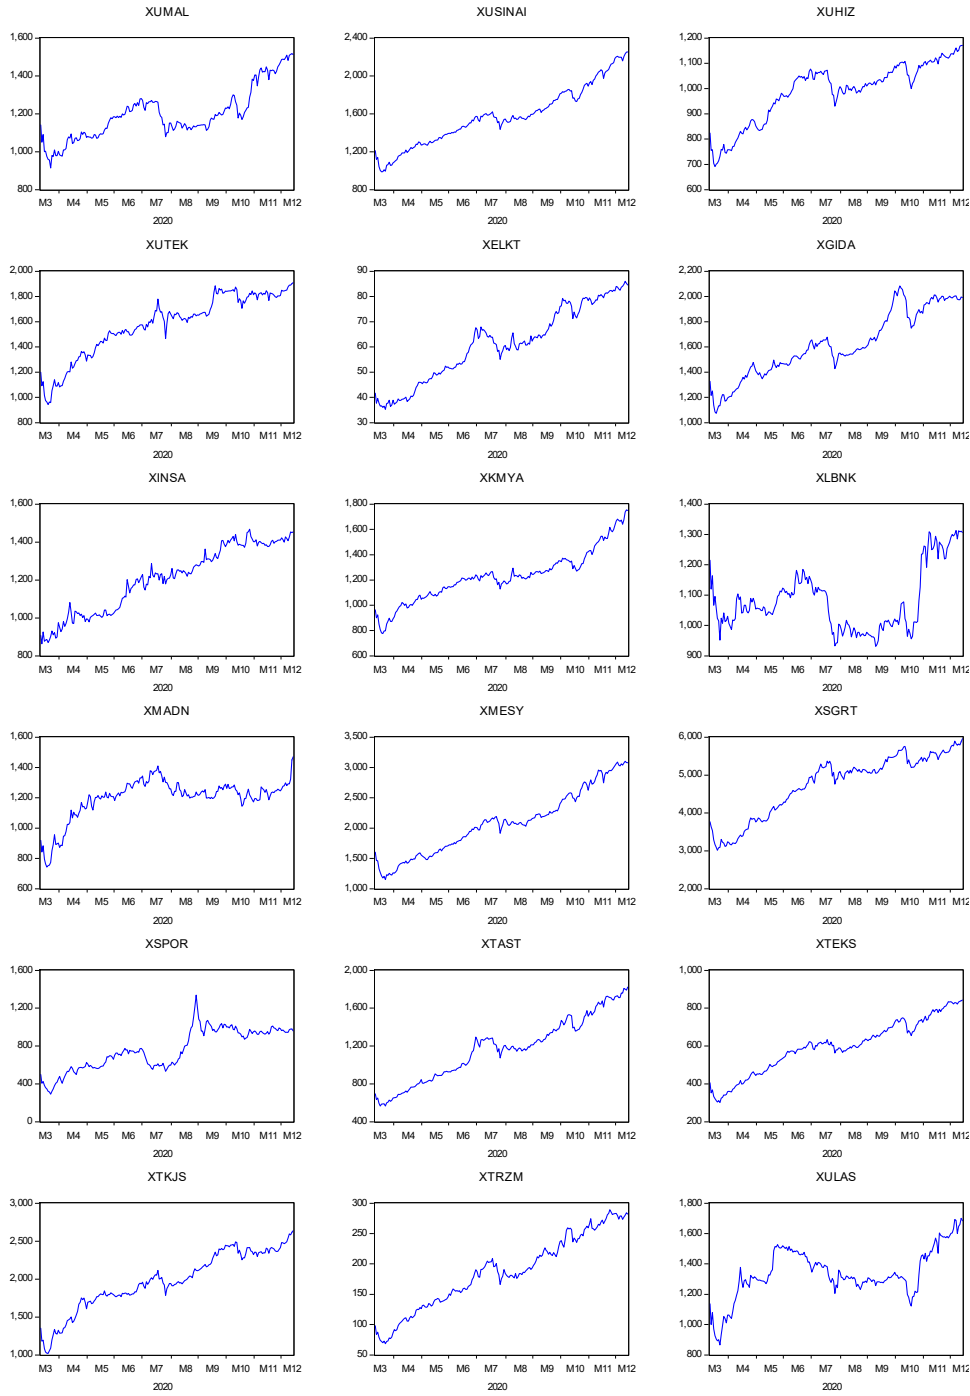 XUMAL XUSINAI XUHIZ
1,600 2,400 1,200
1,400 2,000 1,100
1,000
1,200 1,600 900
1,000 1,200 800
700
800 800 600
M3 M4 M5 M6 M7 M8 M9 M10 M11 M12 M3 M4 M5 M6 M7 M8 M9 M10 M11 M12 M3 M4 M5 M6 M7 M8 M9 M10 M11 M12
2020 2020 2020
XUTEK XELKT XGIDA
2,000 90 2,200
1,800 80 2,000
70
1,600 1,800
60
1,400 1,600
50
1,200 1,400
1,000 40 1,200
800 30 1,000
M3 M4 M5 M6 M7 M8 M9 M10 M11 M12 M3 M4 M5 M6 M7 M8 M9 M10 M11 M12 M3 M4 M5 M6 M7 M8 M9 M10 M11 M12
2020 2020 2020
XINSA XKMYA XLBNK
1,600 1,800 1,400
1,400 1,600 1,300
1,400 1,200
1,200
1,200 1,100
1,000 1,000
800 1,000
800 600 900
M3 M4 M5 M6 M7 M8 M9 M10 M11 M12 M3 M4 M5 M6 M7 M8 M9 M10 M11 M12 M3 M4 M5 M6 M7 M8 M9 M10 M11 M12
2020 2020 2020
XMADN XMESY XSGRT
1,600 3,500 6,000
1,400 3,000 5,000
1,200 2,500
4,000
1,000 2,000
800 1,500 3,000
600 1,000 2,000
M3 M4 M5 M6 M7 M8 M9 M10 M11 M12 M3 M4 M5 M6 M7 M8 M9 M10 M11 M12 M3 M4 M5 M6 M7 M8 M9 M10 M11 M12
2020 2020 2020
XSPOR XTAST XTEKS
1,600 2,000 1,000
1,200 1,600 800
800 1,200 600
400 800 400
0 400 200
M3 M4 M5 M6 M7 M8 M9 M10 M11 M12 M3 M4 M5 M6 M7 M8 M9 M10 M11 M12 M3 M4 M5 M6 M7 M8 M9 M10 M11 M12
2020 2020 2020
XTKJS XTRZM XULAS
3,000 300 1,800
2,500 250 1,600
200 1,400
2,000
150 1,200
1,500 100 1,000
1,000 50 800
M3 M4 M5 M6 M7 M8 M9 M10 M11 M12 M3 M4 M5 M6 M7 M8 M9 M10 M11 M12 M3 M4 M5 M6 M7 M8 M9 M10 M11 M12
2020 2020 2020